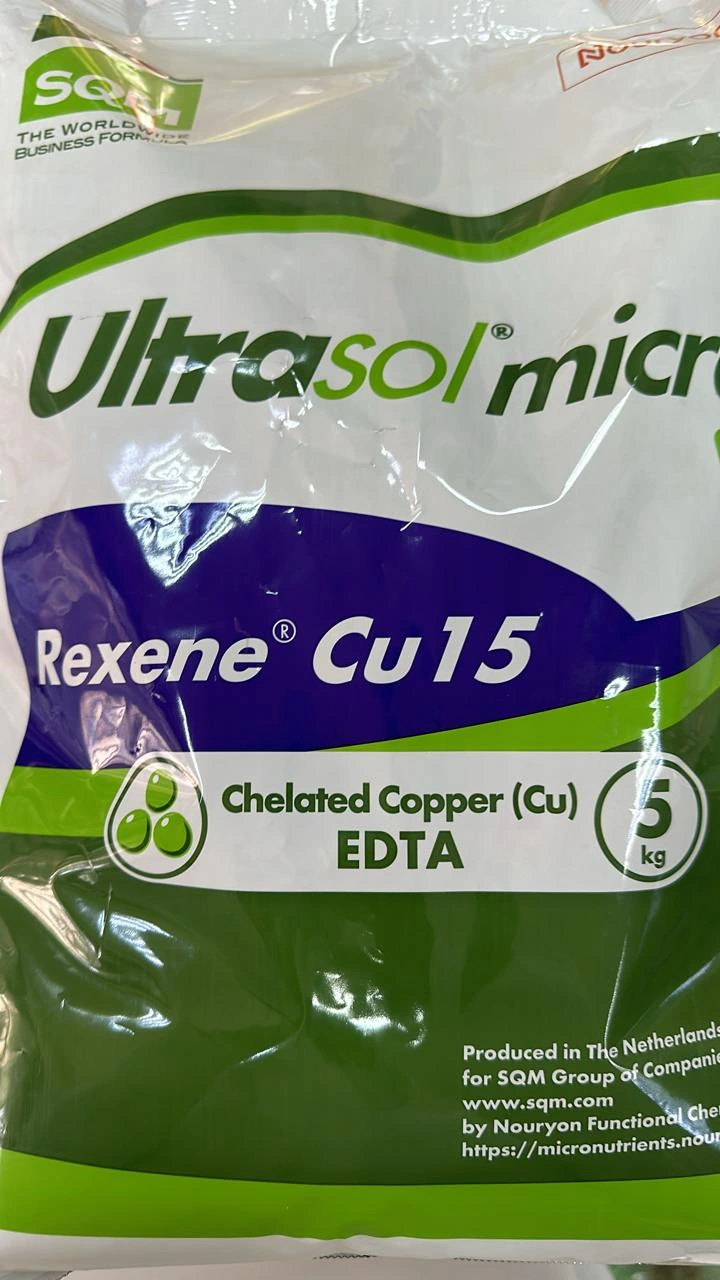 SQM
THE WORLDWIDE
BUSINESS FORMULA
Ultrasol® micr
Rexene® Cu15
Chelated Copper (Cu)
EDTA
5
kg
Produced in The Netherlands
for SQM Group of Companie
www.sqm.com
by Nouryon Functional Che
https://micronutrients.nour